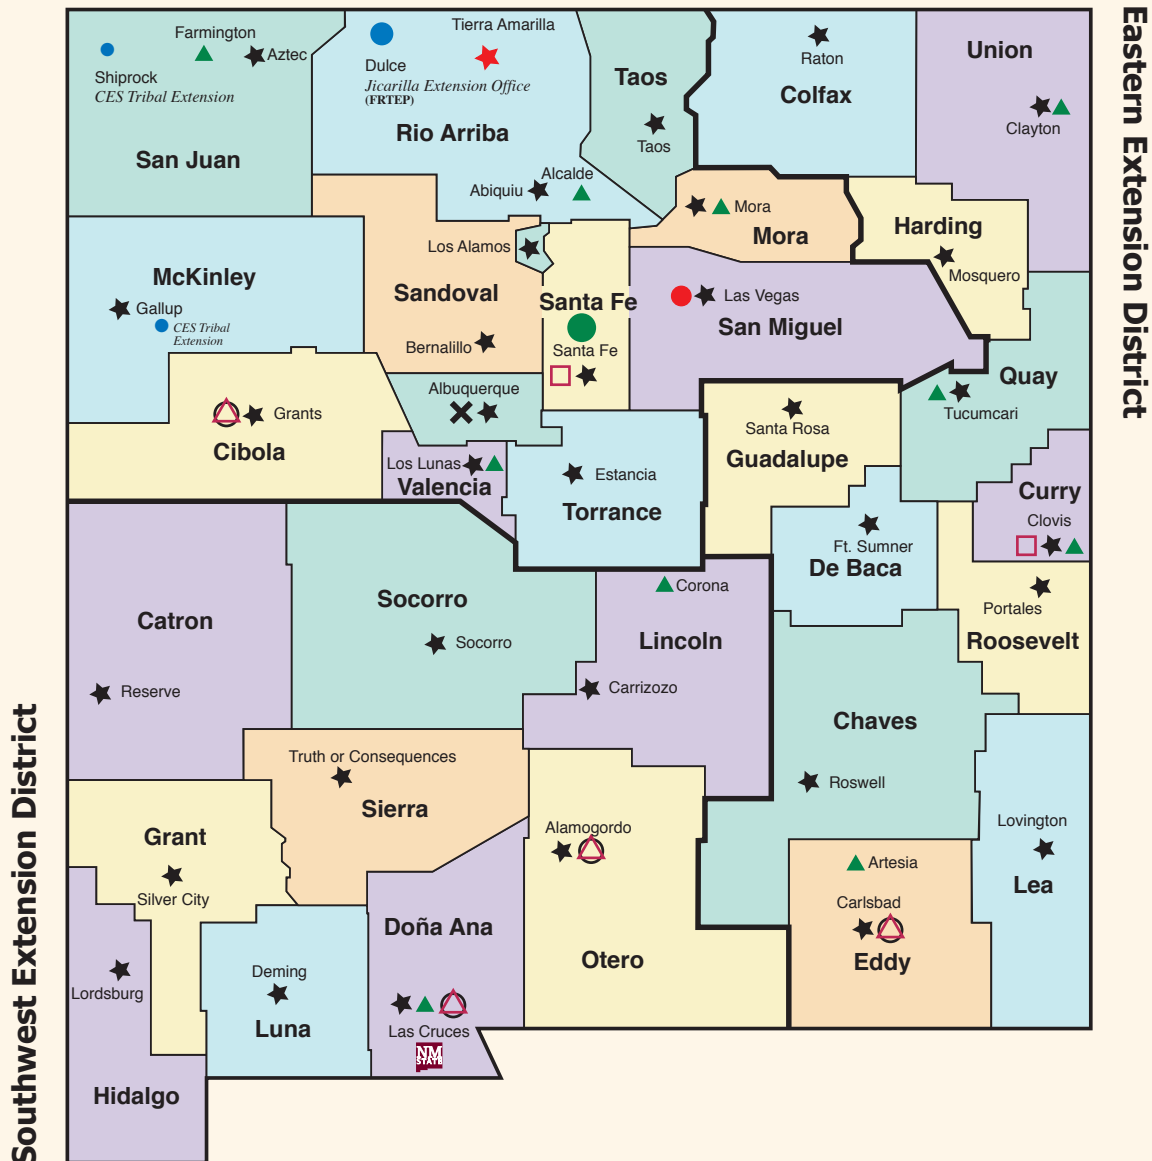 Farmington
Aztec
Shiprock
CES Tribal Extension
San Juan
Tierra Amarilla
Dulce
Jicarilla Extension Office
(FRTEP)
Rio Arriba
Abiquiu
Alcalde
Taos
Taos
Raton
Colfax
Union
Clayton
Eastern Extension District
Mora
Mora
Harding
Mosquero
McKinley
Gallup
CES Tribal
Extension
Los Alamos
Sandoval
Bernalillo
Santa Fe
Santa Fe
Las Vegas
San Miguel
Quay
Tucumcari
Grants
Cibola
Albuquerque
Los Lunas
Valencia
Estancia
Torrance
Santa Rosa
Guadalupe
Ft. Sumner
De Baca
Curry
Clovis
Portales
Roosevelt
Catron
Reserve
Socorro
Socorro
Corona
Lincoln
Carrizozo
Chaves
Roswell
Southwest Extension District
Truth or Consequences
Sierra
Grant
Silver City
Alamogordo
Otero
Artesia
Carlsbad
Eddy
Lovington
Lea
Lordsburg
Hidalgo
Deming
Luna
Doña Ana
Las Cruces
NM
STATE